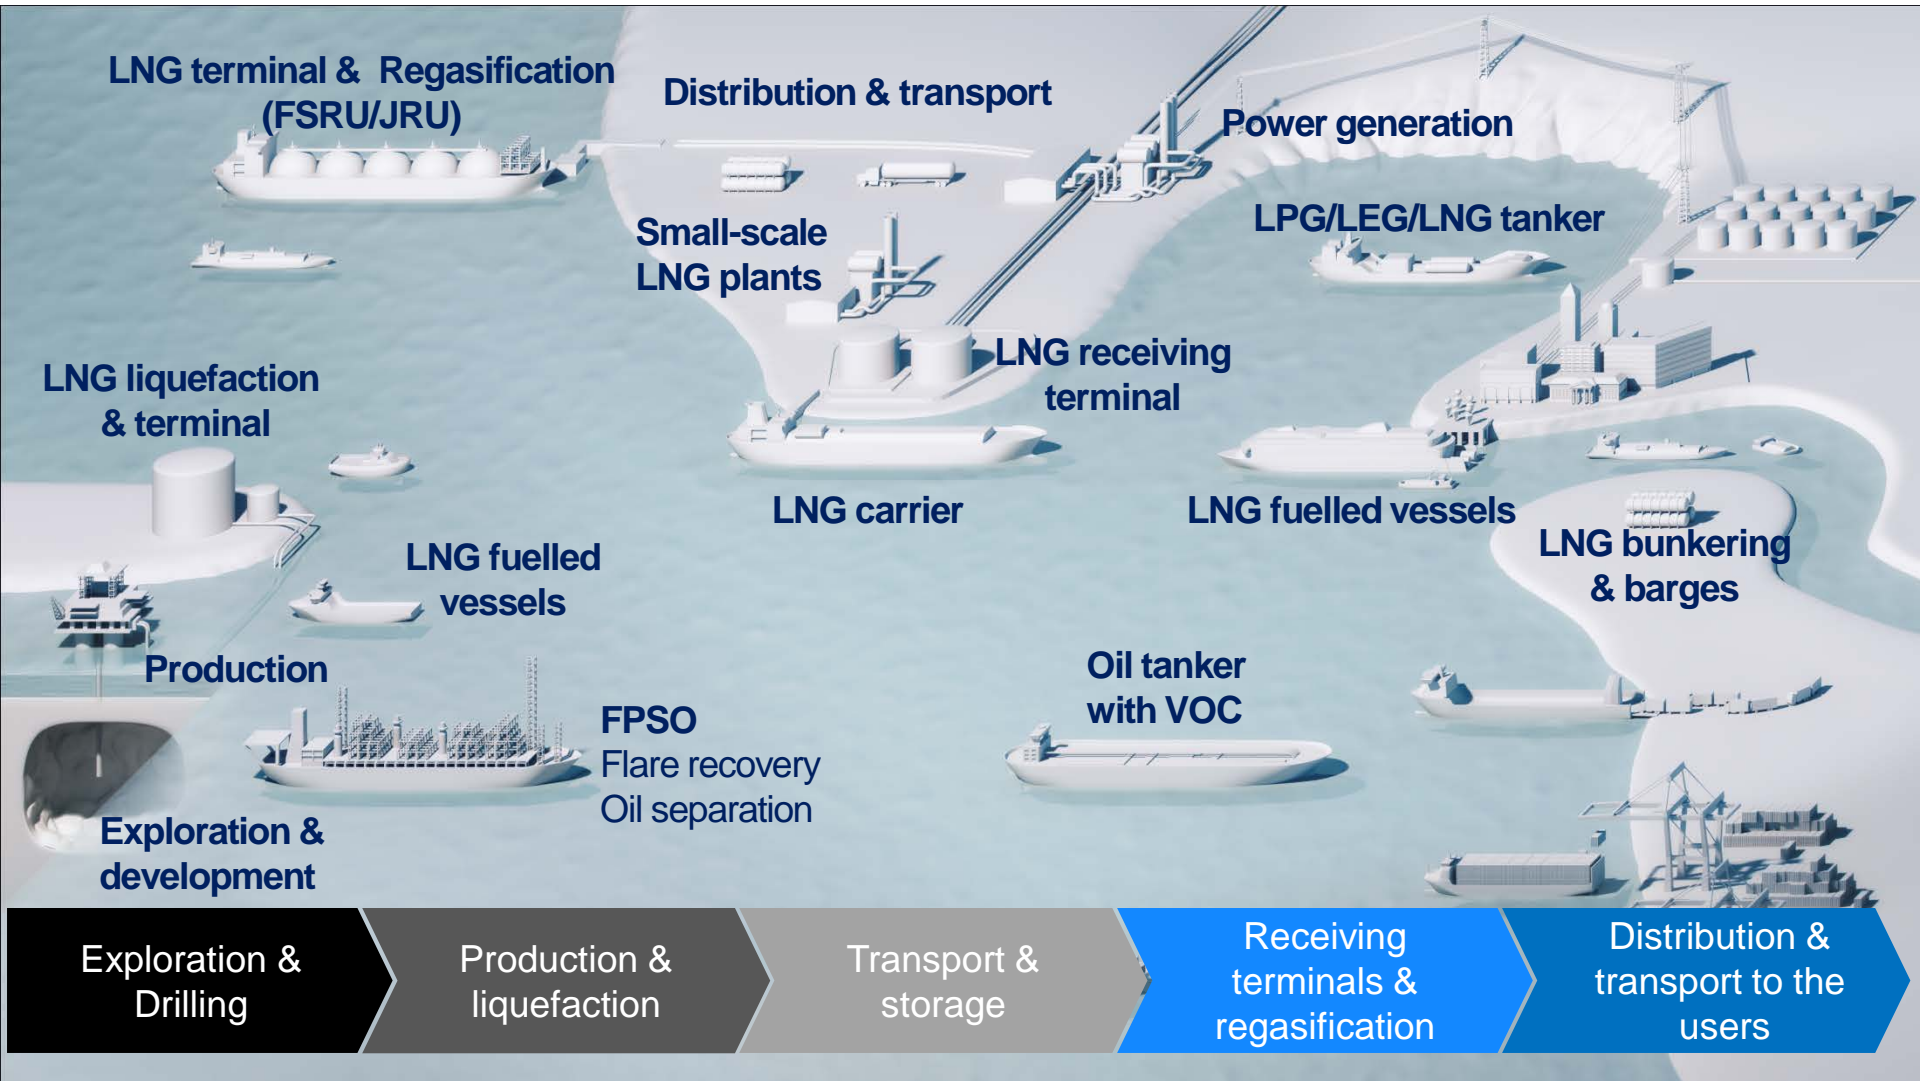 LNG terminal & Regasification
(FSRU/JRU)
Distribution & transport
Power generation
Small-scale
LNG plants
LPG/LEG/LNG tanker
LNG liquefaction
& terminal
LNG receiving
terminal
LNG carrier
LNG fuelled vessels
LNG bunkering
& barges
LNG fuelled
vessels
Production
FPSO
Flare recovery
Oil separation
Oil tanker
with VOC
Exploration &
development
Exploration &
Drilling
Production &
liquefaction
Transport &
storage
Receiving
terminals &
regasification
Distribution &
transport to the
users